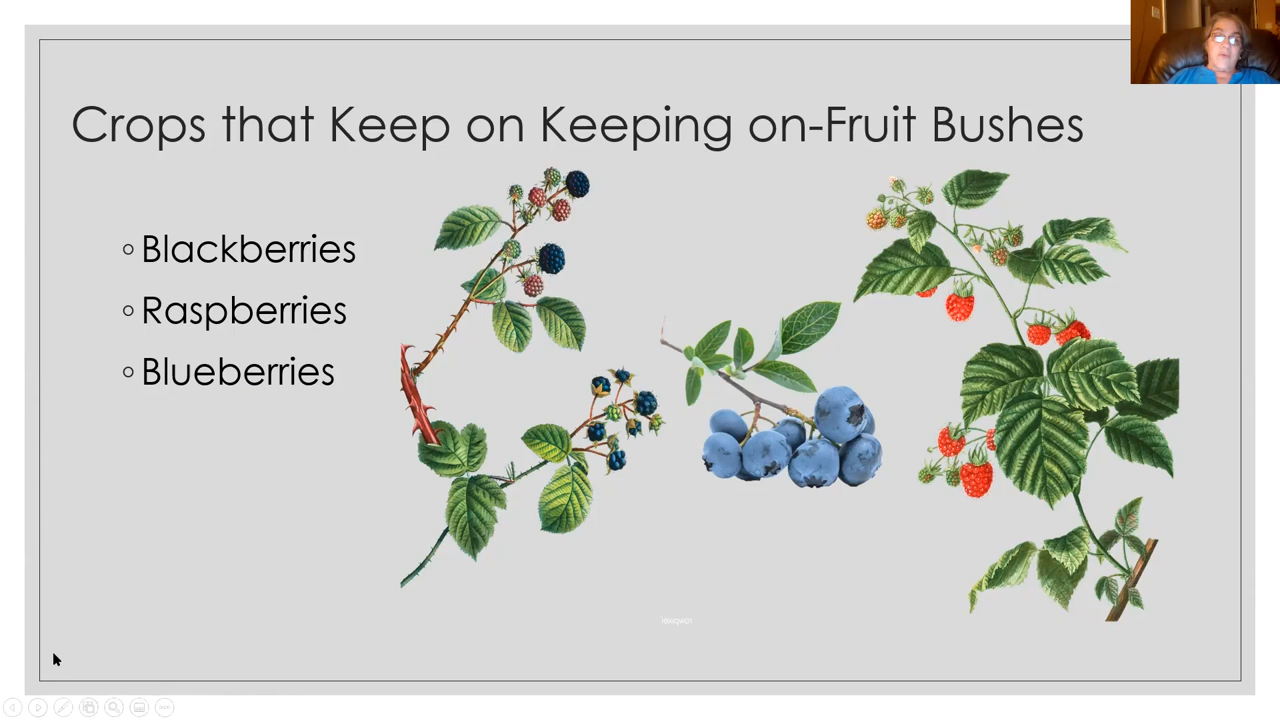 Crops that Keep on Keeping on-Fruit Bushes
◦ Blackberries
◦ Raspberries
◦ Blueberries